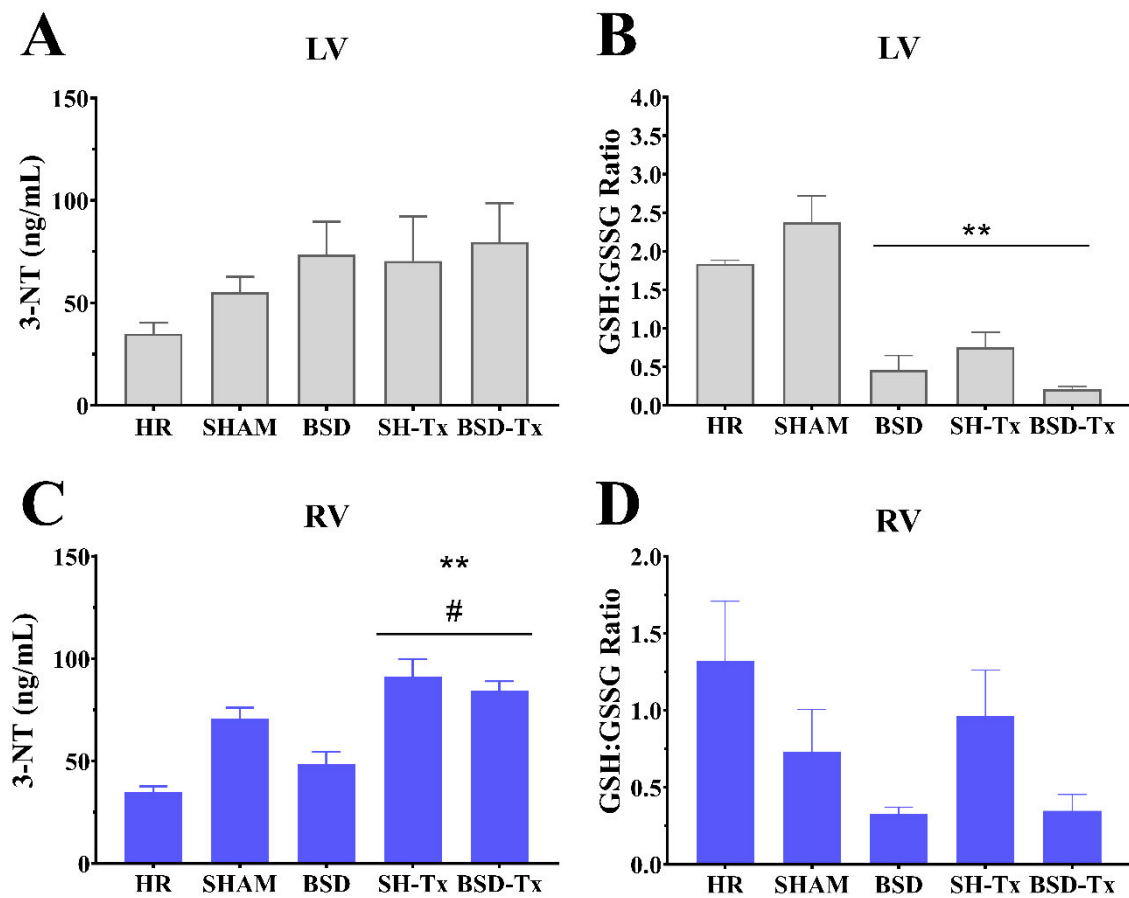 A
LV
3-NT (ng/mL)
150
100
50
0
HR SHAM BSD SH-Tx BSD-Tx
B
LV
GSH:GSSG Ratio
4.0
3.5
3.0
2.5
2.0
1.5
1.0
0.5
0.0
**
HR SHAM BSD SH-Tx BSD-Tx
C
RV
3-NT (ng/mL)
150
100
50
0
**
#
HR SHAM BSD SH-Tx BSD-Tx
D
RV
GSH:GSSG Ratio
2.0
1.5
1.0
0.5
0.0
HR SHAM BSD SH-Tx BSD-Tx